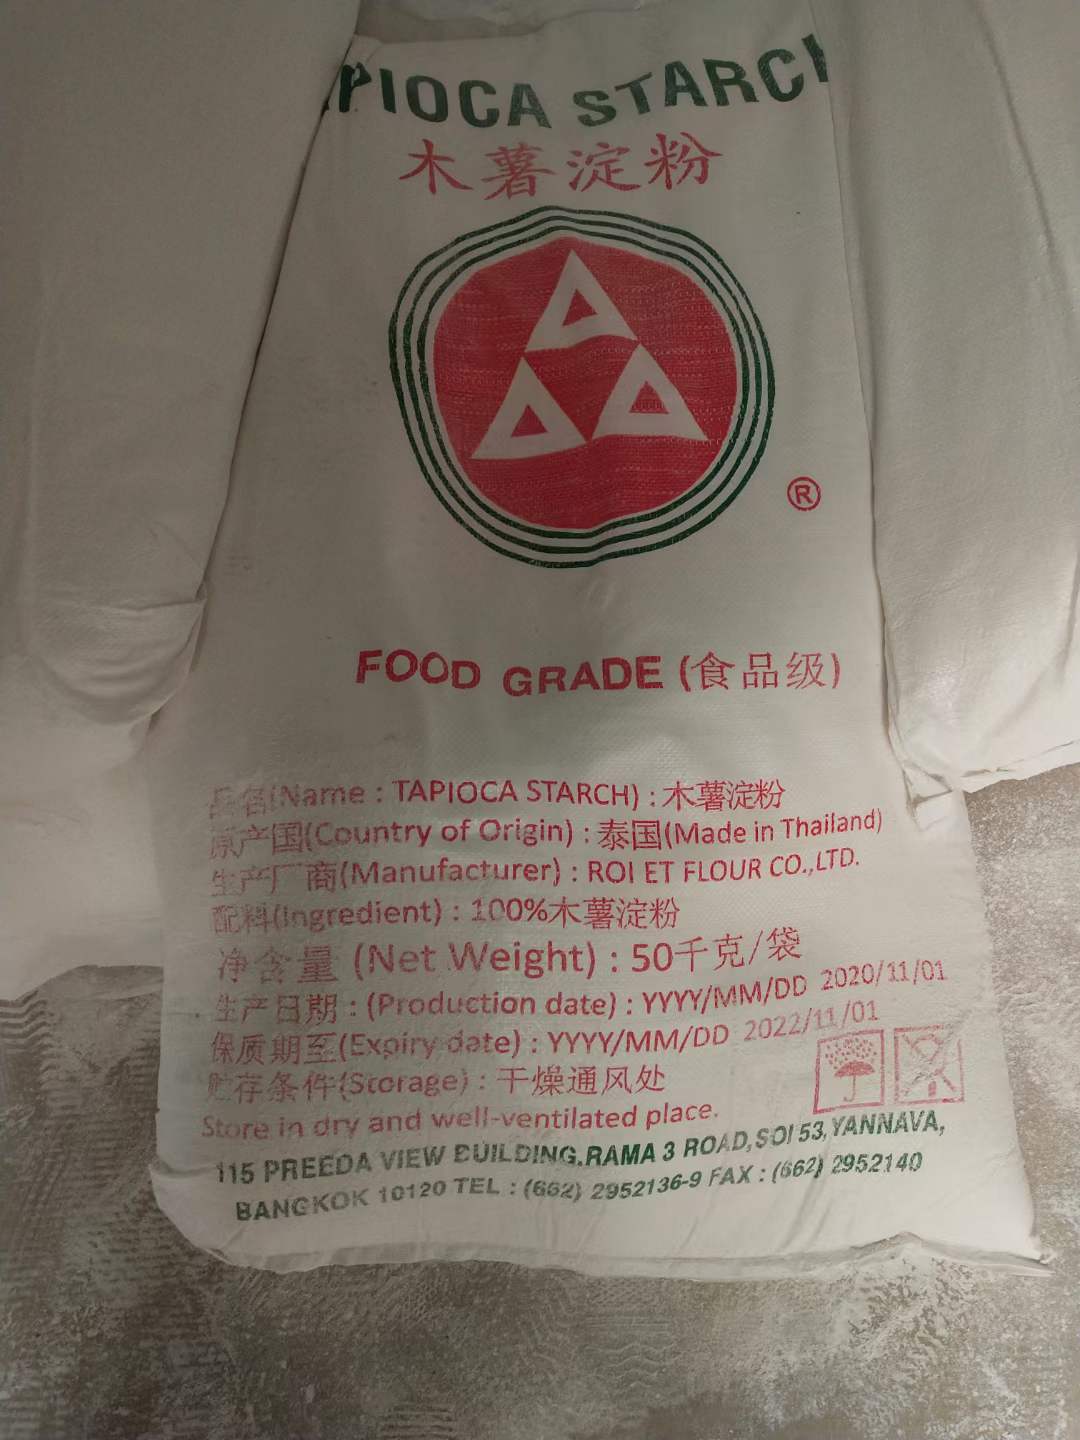 APIOCA STARCH
木薯淀粉
®
FOOD GRADE (食品级)
品名(Name : TAPIOCA STARCH) : 木薯淀粉
原产国(Country of Origin) : 泰国(Made in Thailand)
生产厂商(Manufacturer) : ROI ET FLOUR CO.,LTD.
配料(Ingredient) : 100%木薯淀粉
净含量 (Net Weight) : 50千克/袋
生产日期 : (Production date) : YYYY/MM/DD 2020/11/01
保质期至(Expiry date) : YYYY/MM/DD 2022/11/01
贮存条件(Storage) : 干燥通风处
Store in dry and well-ventilated place.
115 PREEDA VIEW BUILDING,RAMA 3 ROAD,SOI 53,YANNAVA,
BANGKOK 10120 TEL : (662) 2952136-9 FAX : (662) 2952140